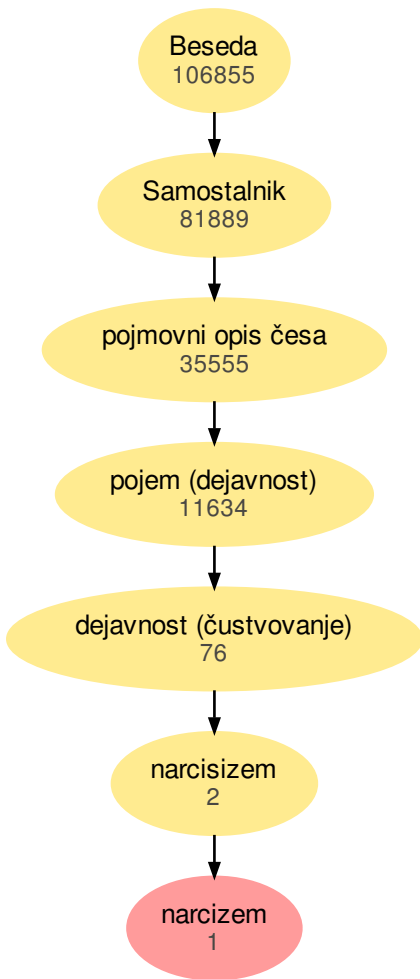 Beseda
106855
Samostalnik
81889
pojmovni opis česa
35555
pojem (dejavnost)
11634
dejavnost (čustvovanje)
76
narcisizem
2
narcizem
1